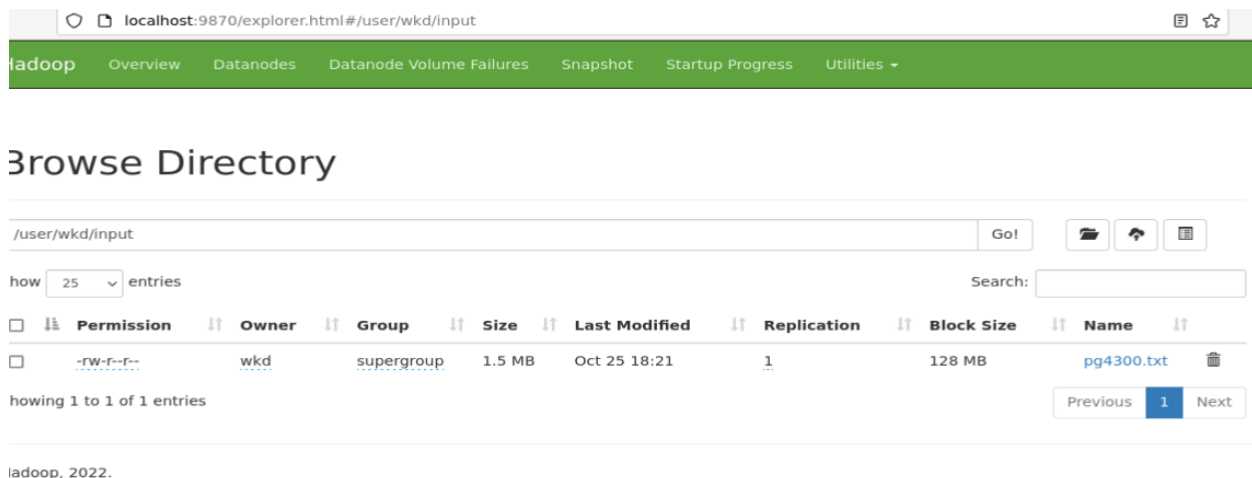 localhost:9870/explorer.html#/user/wkd/input
Hadoop Overview Datanodes Datanode Volume Failures Snapshot Startup Progress Utilities
Browse Directory
/user/wkd/input Go!
how 25 entries Search:
Permission Owner Group Size Last Modified Replication Block Size Name
-rw-r--r-- wkd supergroup 1.5 MB Oct 25 18:21 1 128 MB pg4300.txt
howing 1 to 1 of 1 entries Previous 1 Next
adoop, 2022.